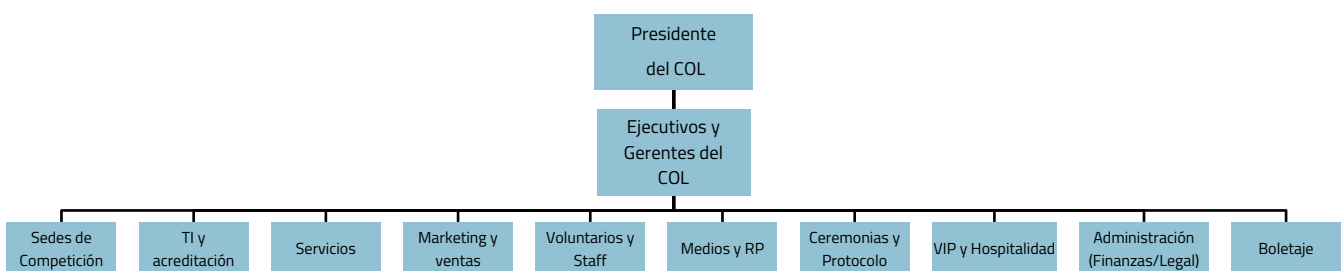 Presidente
del COL
Ejecutivos y
Gerentes del
COL
Sedes de
Competición
TI y
acreditación
Servicios
Marketing y
ventas
Voluntarios y
Staff
Medios y RP
Ceremonias y
Protocolo
VIP y Hospitalidad
Administración
(Finanzas/Legal)
Boletaje